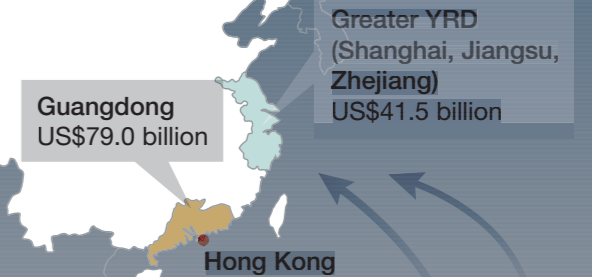 Greater YRD
(Shanghai, Jiangsu,
Zhejiang)
US$41.5 billion
Guangdong
US$79.0 billion
Hong Kong